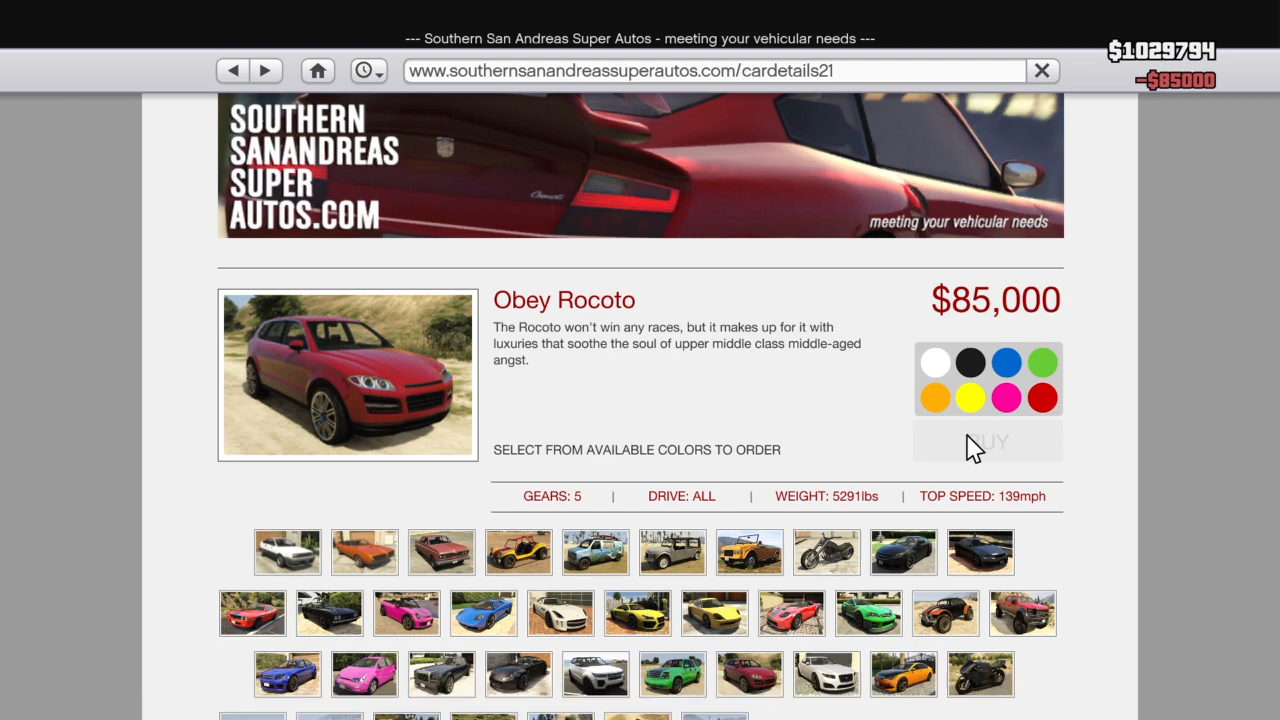 --- Southern San Andreas Super Autos - meeting your vehicular needs ---
$1029794
www.southernsanandreassuperautos.com/cardetails21
-$85000
SOUTHERN
SANANDREAS
SUPER
AUTOS.COM
meeting your vehicular needs
Obey Rocoto
$85,000
The Rocoto won't win any races, but it makes up for it with
luxuries that soothe the soul of upper middle class middle-aged
angst.
BUY
SELECT FROM AVAILABLE COLORS TO ORDER
GEARS: 5 | DRIVE: ALL | WEIGHT: 5291lbs | TOP SPEED: 139mph